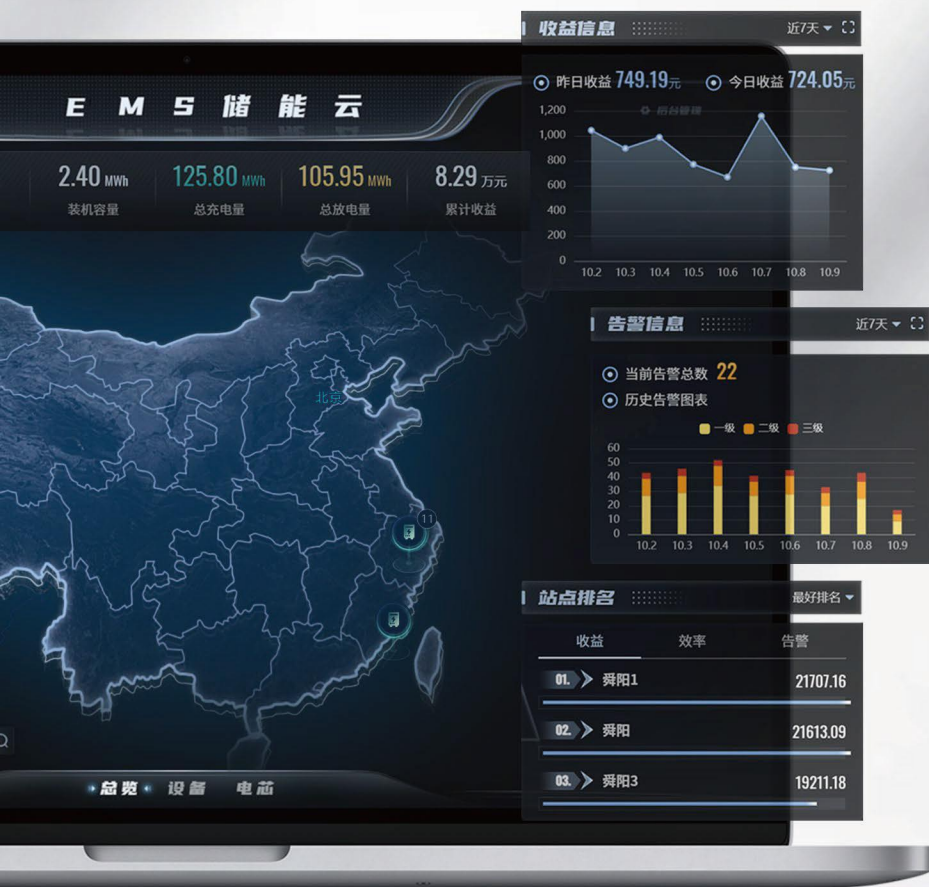 收益信息
近7天
昨日收益 749.19元
今日收益 724.05元
后台管理
1,200
1,000
800
600
400
200
0
10.2 10.3 10.4 10.5 10.6 10.7 10.8 10.9
EMS储能云
2.40 MWh
装机容量
125.80 MWh
总充电量
105.95 MWh
总放电量
8.29 万元
累计收益
北京
11
告警信息
近7天
当前告警总数 22
历史告警图表
一级 二级 三级
60
50
40
30
20
10
0
10.2 10.3 10.4 10.5 10.6 10.7 10.8 10.9
站点排名
最好排名
收益 效率 告警
01. 舜阳1 21707.16
02. 舜阳 21613.09
03. 舜阳3 19211.18
总览 设备 电芯